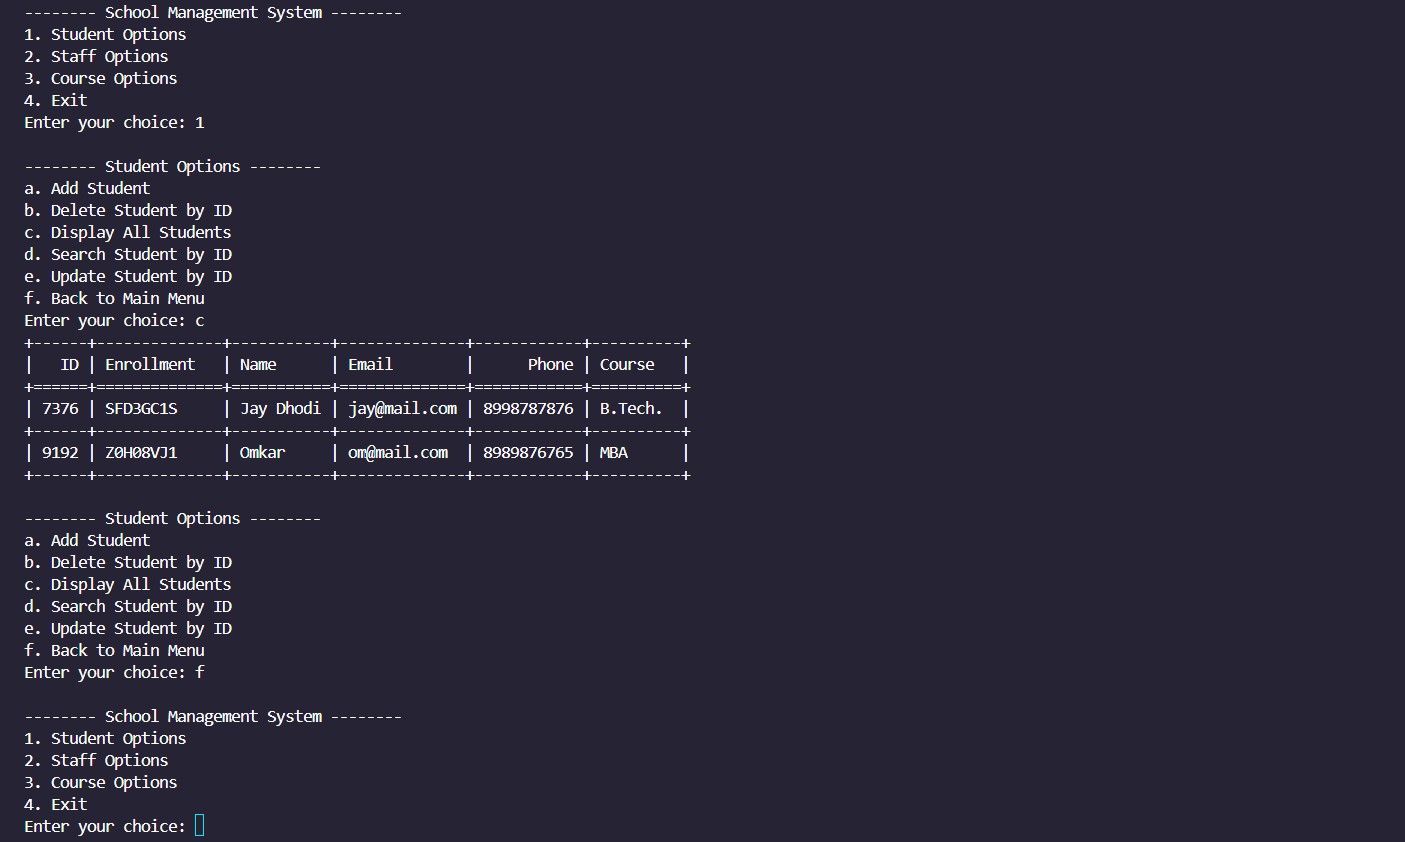 -------- School Management System --------
1. Student Options
2. Staff Options
3. Course Options
4. Exit
Enter your choice: 1

-------- Student Options --------
a. Add Student
b. Delete Student by ID
c. Display All Students
d. Search Student by ID
e. Update Student by ID
f. Back to Main Menu
Enter your choice: c
+------+--------------+-----------+--------------+------------+----------+
|   ID | Enrollment   | Name      | Email        |      Phone | Course   |
+======+==============+===========+==============+============+==========+
| 7376 | SFD3GC1S     | Jay Dhodi | jay@mail.com | 8998787876 | B.Tech.  |
+------+--------------+-----------+--------------+------------+----------+
| 9192 | Z0H08VJ1     | Omkar     | om@mail.com  | 8989876765 | MBA      |
+------+--------------+-----------+--------------+------------+----------+

-------- Student Options --------
a. Add Student
b. Delete Student by ID
c. Display All Students
d. Search Student by ID
e. Update Student by ID
f. Back to Main Menu
Enter your choice: f

-------- School Management System --------
1. Student Options
2. Staff Options
3. Course Options
4. Exit
Enter your choice: